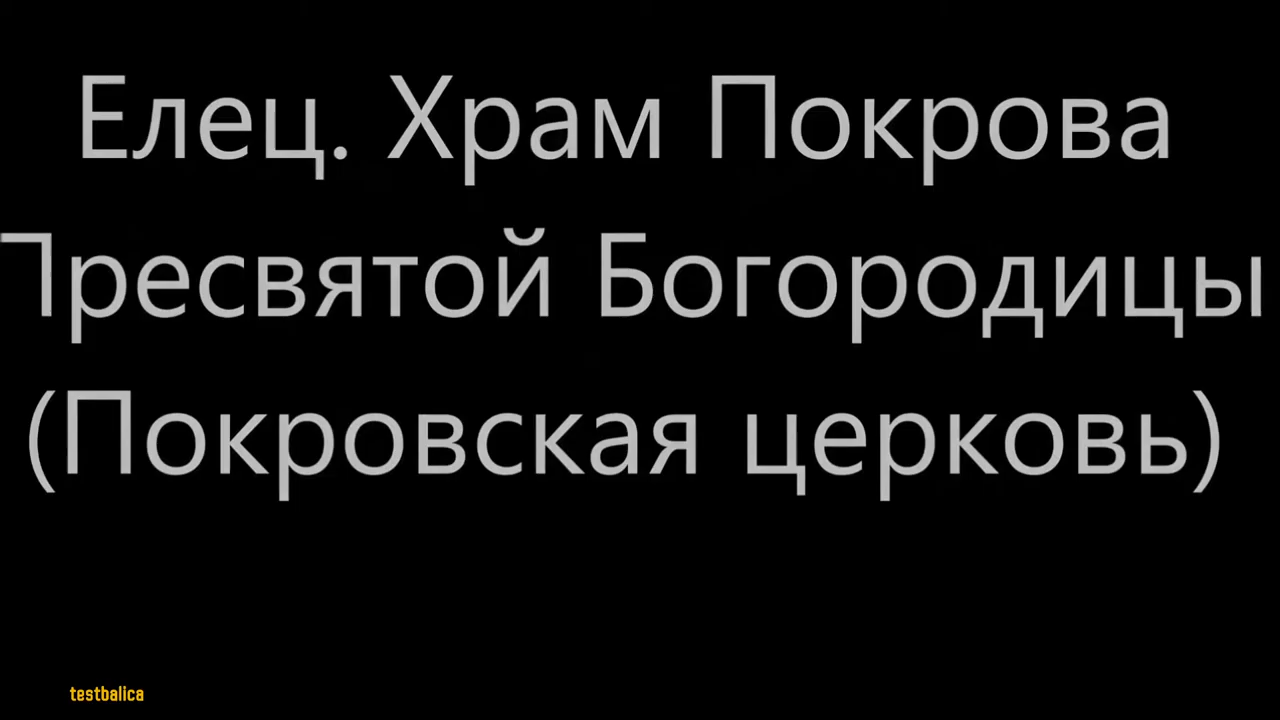 Елец. Храм Покрова
Пресвятой Богородицы
(Покровская церковь)
testbalica